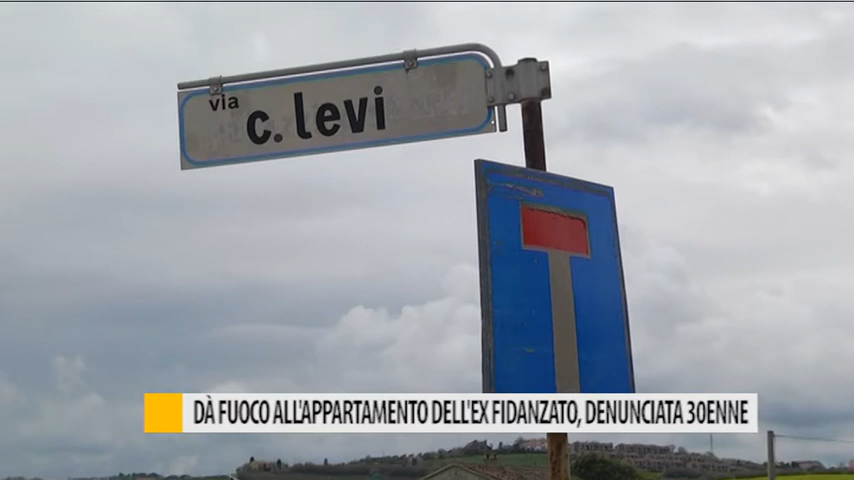 via
c. levi
DÀ FUOCO ALL'APPARTAMENTO DELL'EX FIDANZATO, DENUNCIATA 30ENNE